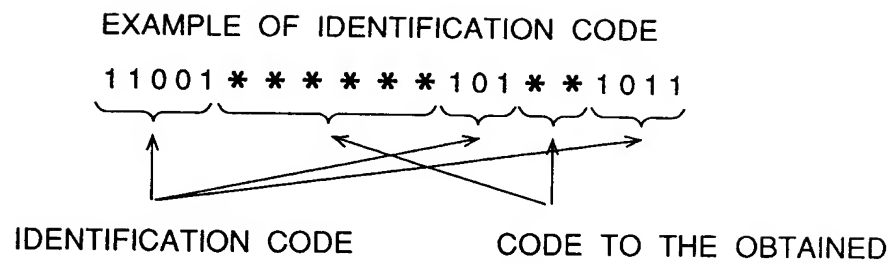 EXAMPLE OF IDENTIFICATION CODE
11001******101**1011
IDENTIFICATION CODE CODE TO THE OBTAINED